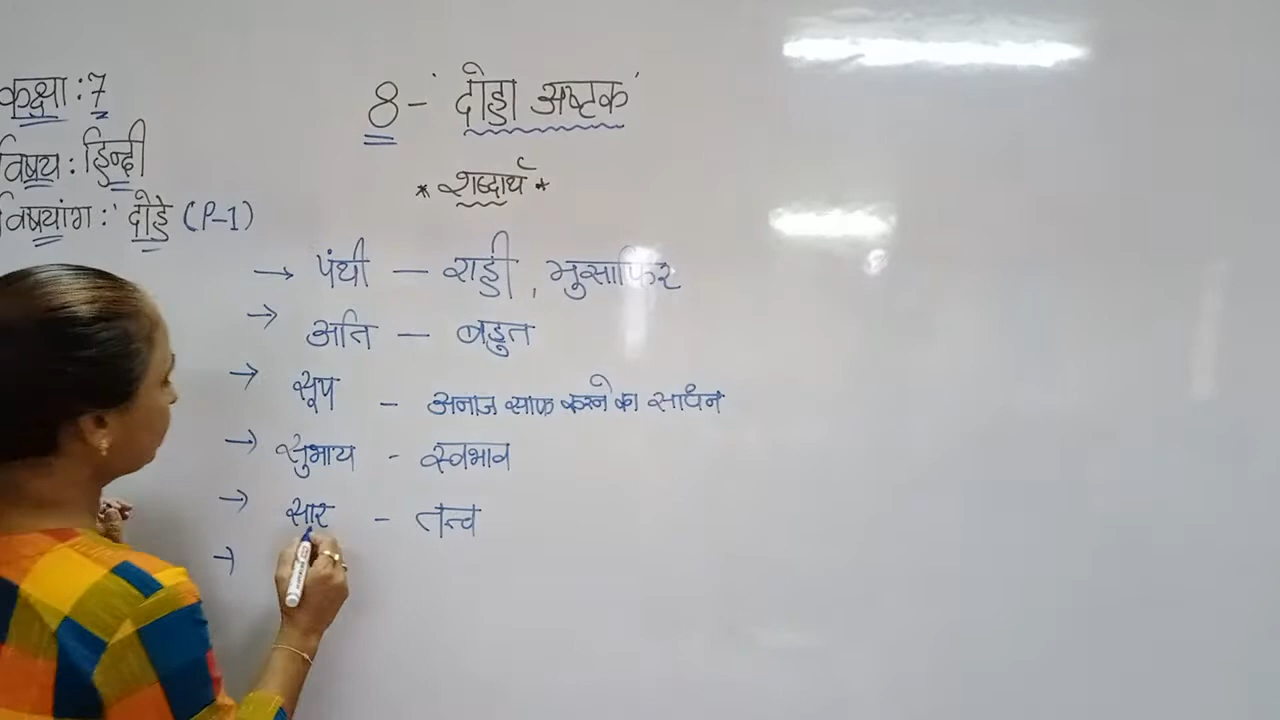 कक्षा : 7
विषय : हिन्दी
विषयांग : ' दोहे (P-1)
8 - ' दोहा अष्टक '
* शब्दार्थ *
→ पंथी — राही, मुसाफिर
→ अति — बहुत
→ सूप - अनाज साफ करने का साधन
→ सुभाय - स्वभाव
→ सार - तत्त्व
→